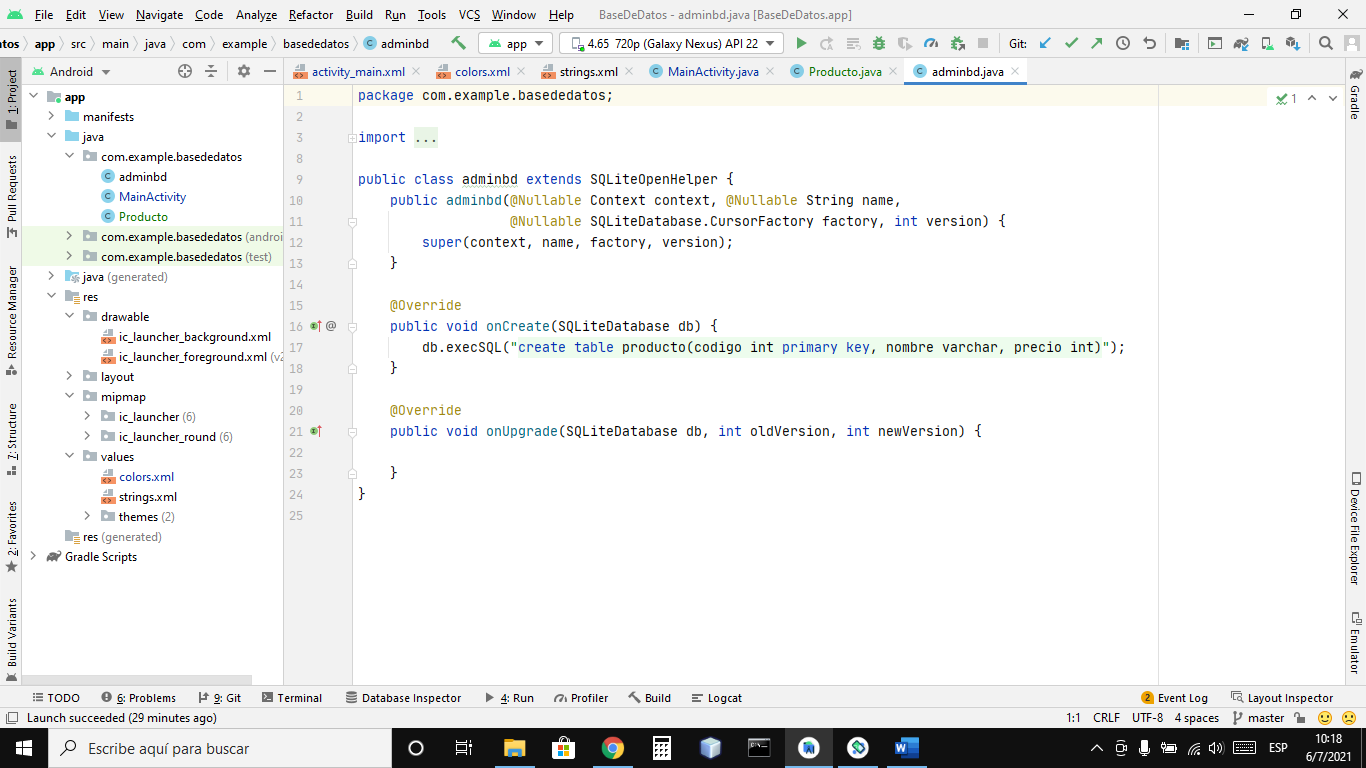 File Edit View Navigate Code Analyze Refactor Build Run Tools VCS Window Help BaseDeDatos - adminbd.java [BaseDeDatos.app]
atos app src main java com example basededatos adminbd app 4.65 720p (Galaxy Nexus) API 22 Git:
Android activity_main.xml colors.xml strings.xml MainActivity.java Producto.java adminbd.java
1: Project
Pull Requests
Resource Manager
7: Structure
2: Favorites
Build Variants
app
manifests
java
com.example.basededatos
adminbd
MainActivity
Producto
com.example.basededatos (androi
com.example.basededatos (test)
java (generated)
res
drawable
ic_launcher_background.xml
ic_launcher_foreground.xml (v2
layout
mipmap
ic_launcher (6)
ic_launcher_round (6)
values
colors.xml
strings.xml
themes (2)
res (generated)
Gradle Scripts
1 package com.example.basededatos;
2
3 import ...
8
9 public class adminbd extends SQLiteOpenHelper {
10 public adminbd(@Nullable Context context, @Nullable String name,
11 @Nullable SQLiteDatabase.CursorFactory factory, int version) {
12 super(context, name, factory, version);
13 }
14
15 @Override
16 @ public void onCreate(SQLiteDatabase db) {
17 db.execSQL("create table producto(codigo int primary key, nombre varchar, precio int)");
18 }
19
20 @Override
21 public void onUpgrade(SQLiteDatabase db, int oldVersion, int newVersion) {
22
23 }
24 }
25
1
Gradle
Device File Explorer
Emulator
TODO 6: Problems 9: Git Terminal Database Inspector 4: Run Profiler Build Logcat 2 Event Log Layout Inspector
Launch succeeded (29 minutes ago) 1:1 CRLF UTF-8 4 spaces master
Escribe aquí para buscar ESP 10:18
6/7/2021